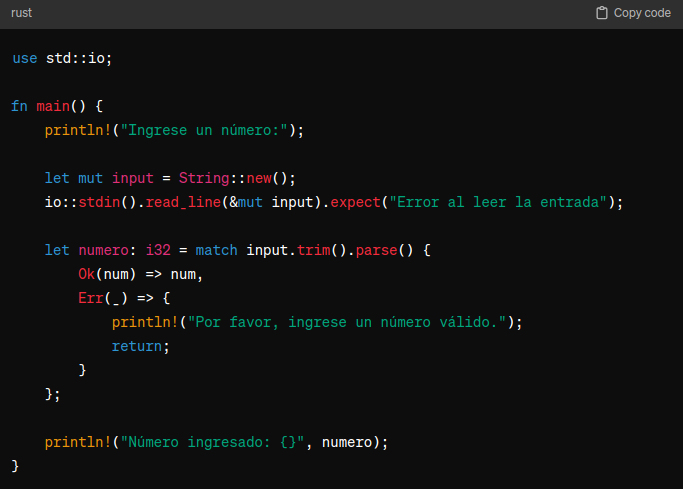 rust Copy code
use std::io;
fn main() {
    println!("Ingrese un número:");
    let mut input = String::new();
    io::stdin().read_line(&mut input).expect("Error al leer la entrada");
    let numero: i32 = match input.trim().parse() {
        Ok(num) => num,
        Err(_) => {
            println!("Por favor, ingrese un número válido.");
            return;
        }
    };
    println!("Número ingresado: {}", numero);
}